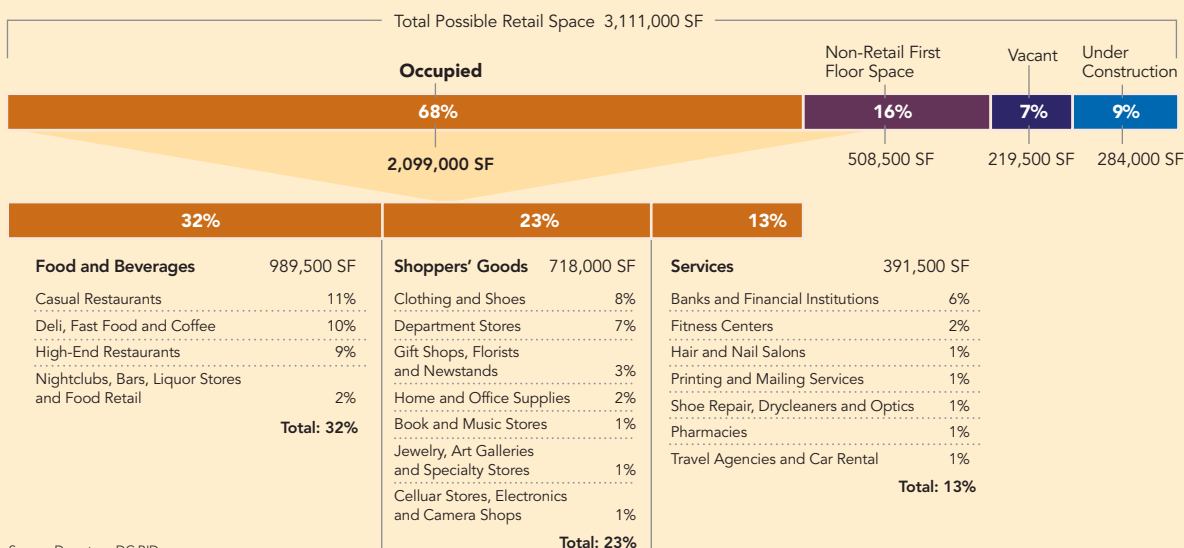 Total Possible Retail Space 3,111,000 SF
Occupied
Non-Retail First
Floor Space
Vacant
Under
Construction
68%
16%
7%
9%
2,099,000 SF
508,500 SF
219,500 SF
284,000 SF
32%
23%
13%
Food and Beverages 989,500 SF
Casual Restaurants 11%
Deli, Fast Food and Coffee 10%
High-End Restaurants 9%
Nightclubs, Bars, Liquor Stores
and Food Retail 2%
Total: 32%
Shoppers' Goods 718,000 SF
Clothing and Shoes 8%
Department Stores 7%
Gift Shops, Florists
and Newstands 3%
Home and Office Supplies 2%
Book and Music Stores 1%
Jewelry, Art Galleries
and Specialty Stores 1%
Celluar Stores, Electronics
and Camera Shops 1%
Total: 23%
Services 391,500 SF
Banks and Financial Institutions 6%
Fitness Centers 2%
Hair and Nail Salons 1%
Printing and Mailing Services 1%
Shoe Repair, Drycleaners and Optics 1%
Pharmacies 1%
Travel Agencies and Car Rental 1%
Total: 13%